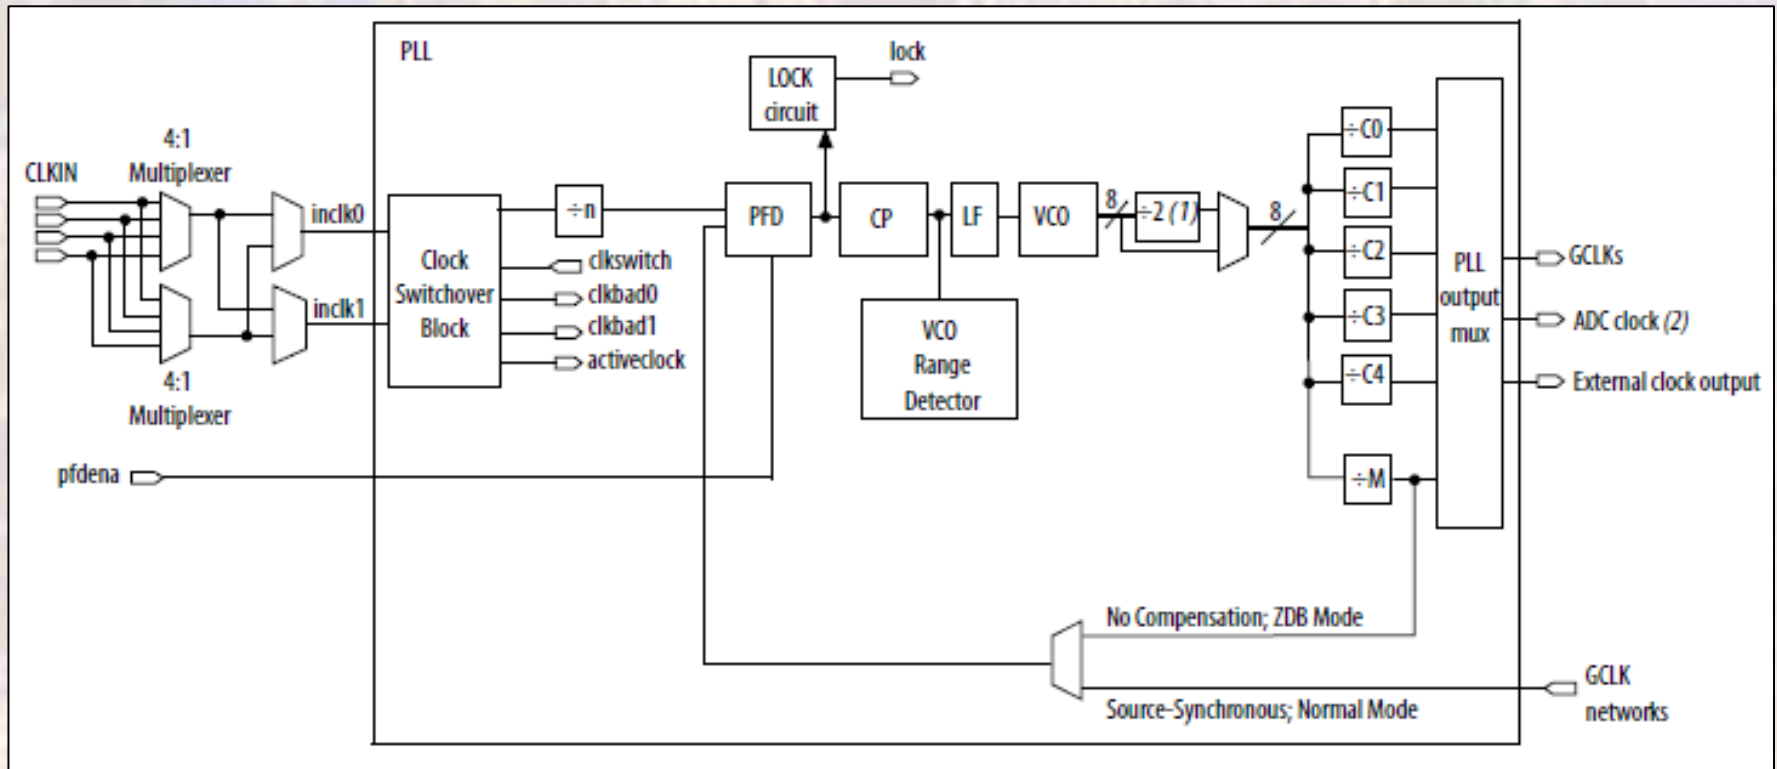 PLL
lock
LOCK
circuit
4:1
Multiplexer
CLKIN
inclk0
inclk1
4:1
Multiplexer
Clock
Switchover
Block
÷n
clkswitch
clkbad0
clkbad1
activeclock
PFD
CP
LF
VCO
8
÷2 (1)
8
VCO
Range
Detector
÷C0
÷C1
÷C2
÷C3
÷C4
÷M
PLL
output
mux
GCLKs
ADC clock (2)
External clock output
pfdena
No Compensation; ZDB Mode
Source-Synchronous; Normal Mode
GCLK
networks